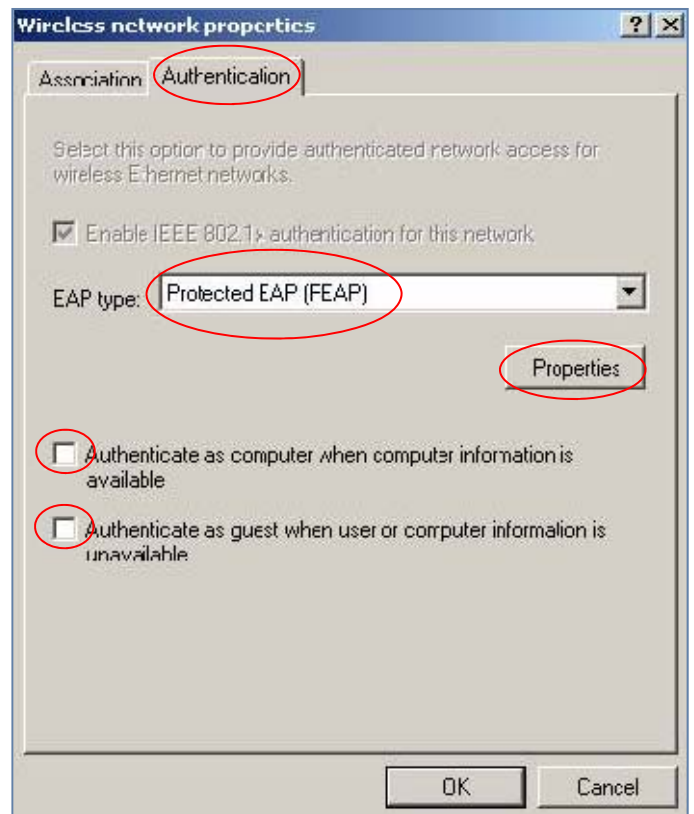 Wireless network properties
Association Authentication
Select this option to provide authenticated network access for
wireless Ethernet networks.
Enable IEEE 802.1x authentication for this network
EAP type: Protected EAP (PEAP)
Properties
Authenticate as computer when computer information is
available
Authenticate as guest when user or computer information is
unavailable
OK Cancel